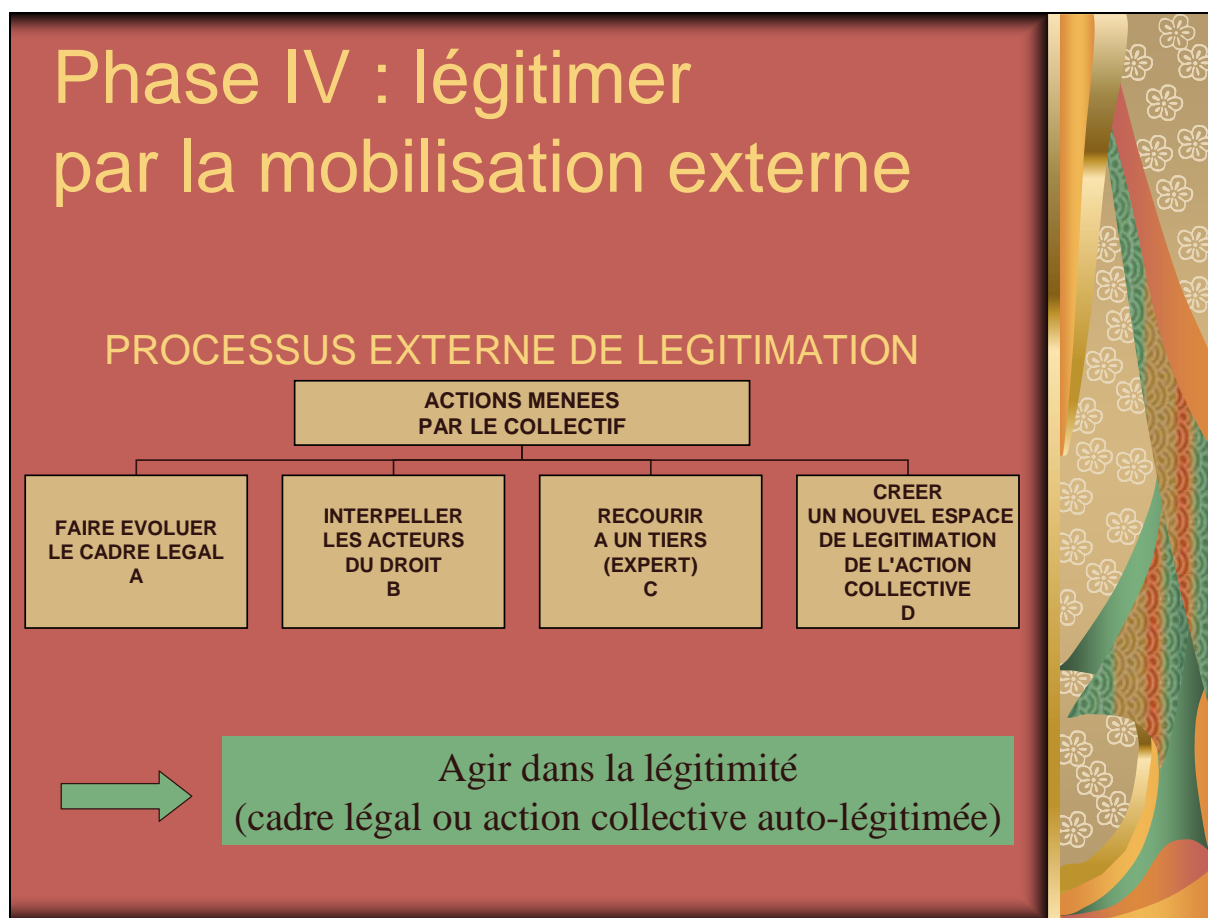 Phase IV : légitimer
par la mobilisation externe
PROCESSUS EXTERNE DE LEGITIMATION
ACTIONS MENEES
PAR LE COLLECTIF
FAIRE EVOLUER
LE CADRE LEGAL
A
INTERPELLER
LES ACTEURS
DU DROIT
B
RECOURIR
A UN TIERS
(EXPERT)
C
CREER
UN NOUVEL ESPACE
DE LEGITIMATION
DE L'ACTION
COLLECTIVE
D
Agir dans la légitimité
(cadre légal ou action collective auto-légitimée)